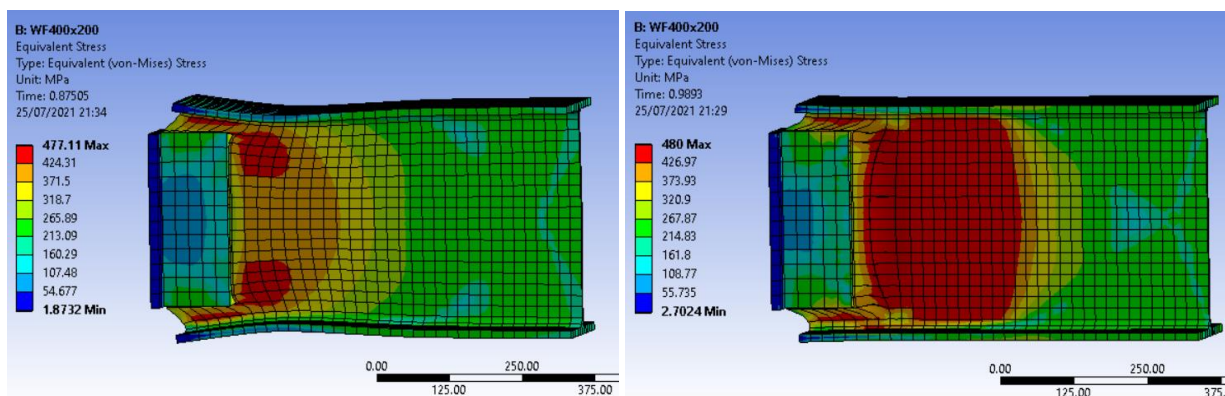 B: WF400x200
Equivalent Stress
Type: Equivalent (von-Mises) Stress
Unit: MPa
Time: 0.87505
25/07/2021 21:34
477.11 Max
424.31
371.5
318.7
265.89
213.09
160.29
107.48
54.677
1.8732 Min
0.00
250.00
125.00
375.00
B: WF400x200
Equivalent Stress
Type: Equivalent (von-Mises) Stress
Unit: MPa
Time: 0.9893
25/07/2021 21:29
480 Max
426.97
373.93
320.9
267.87
214.83
161.8
108.77
55.735
2.7024 Min
0.00
250.00
125.00
375.00